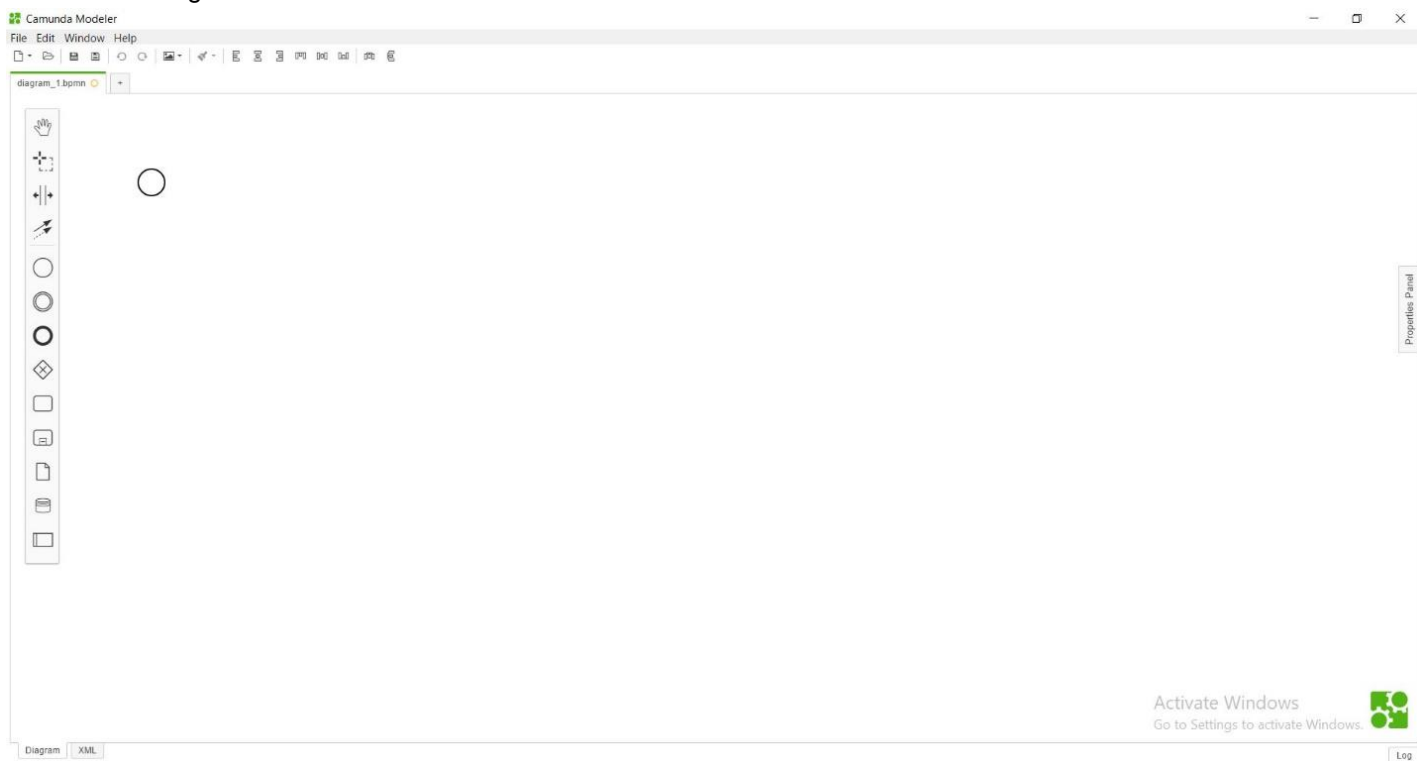 Camunda Modeler
File Edit Window Help
diagram_1.bpmn +
Properties Panel
Activate Windows
Go to Settings to activate Windows.
Diagram XML
Log